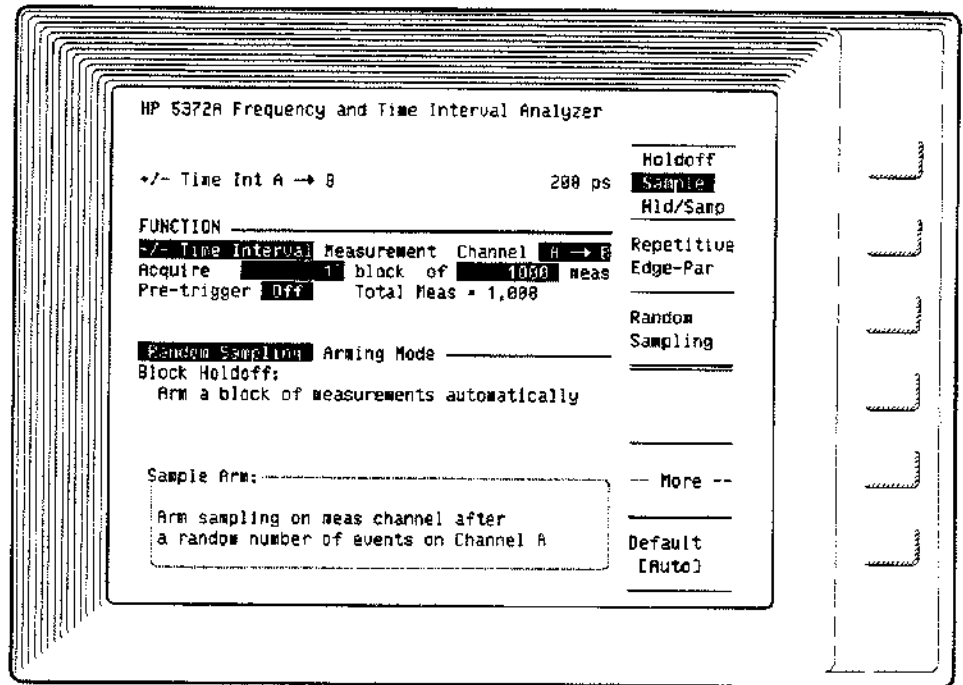 HP 5372A Frequency and Time Interval Analyzer
+/- Time Int A → B 200 ps
FUNCTION
+/- Time Interval Measurement Channel A → B
Acquire 1 block of 1000 meas
Pre-trigger Off Total Meas = 1,000
Random Sampling Arming Mode
Block Holdoff:
Arm a block of measurements automatically
Sample Arm:
Arm sampling on meas channel after
a random number of events on Channel A
Holdoff
Sample
Hld/Samp
Repetitive
Edge-Par
Random
Sampling
-- More --
Default
[Auto]